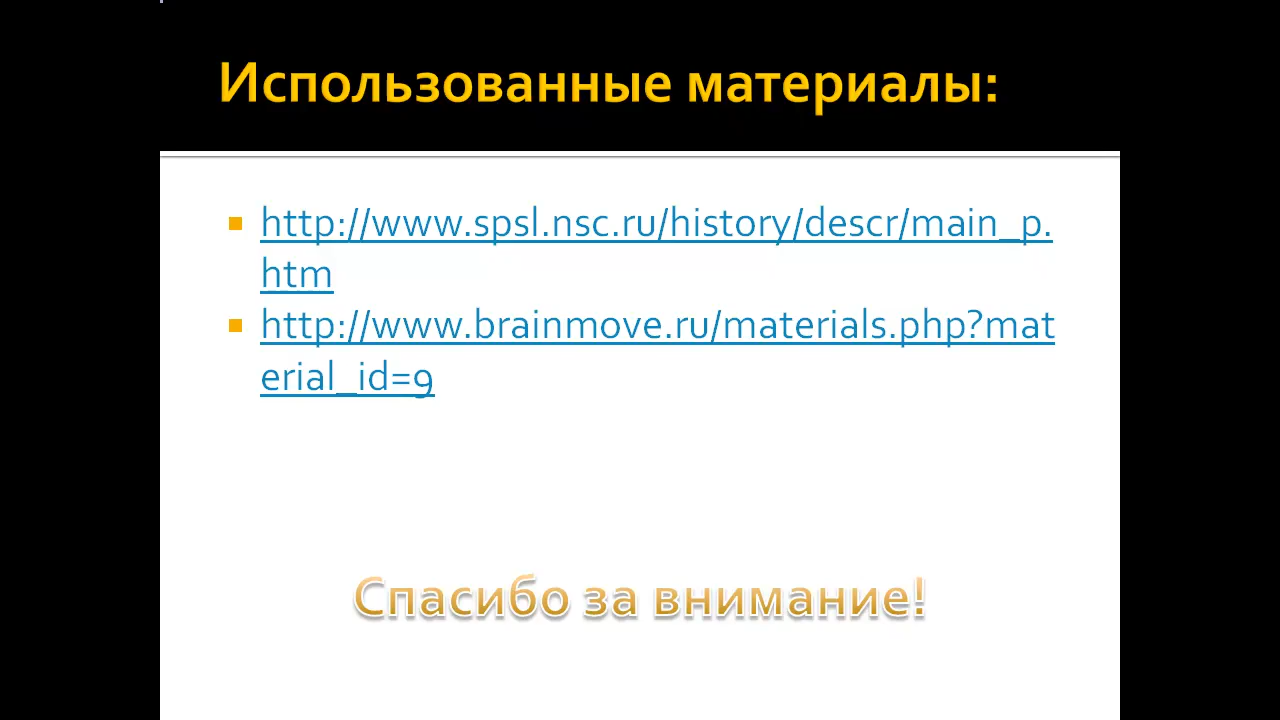 Использованные материалы:
http://www.spsl.nsc.ru/history/descr/main_p.
htm
http://www.brainmove.ru/materials.php?mat
erial_id=9
Спасибо за внимание!